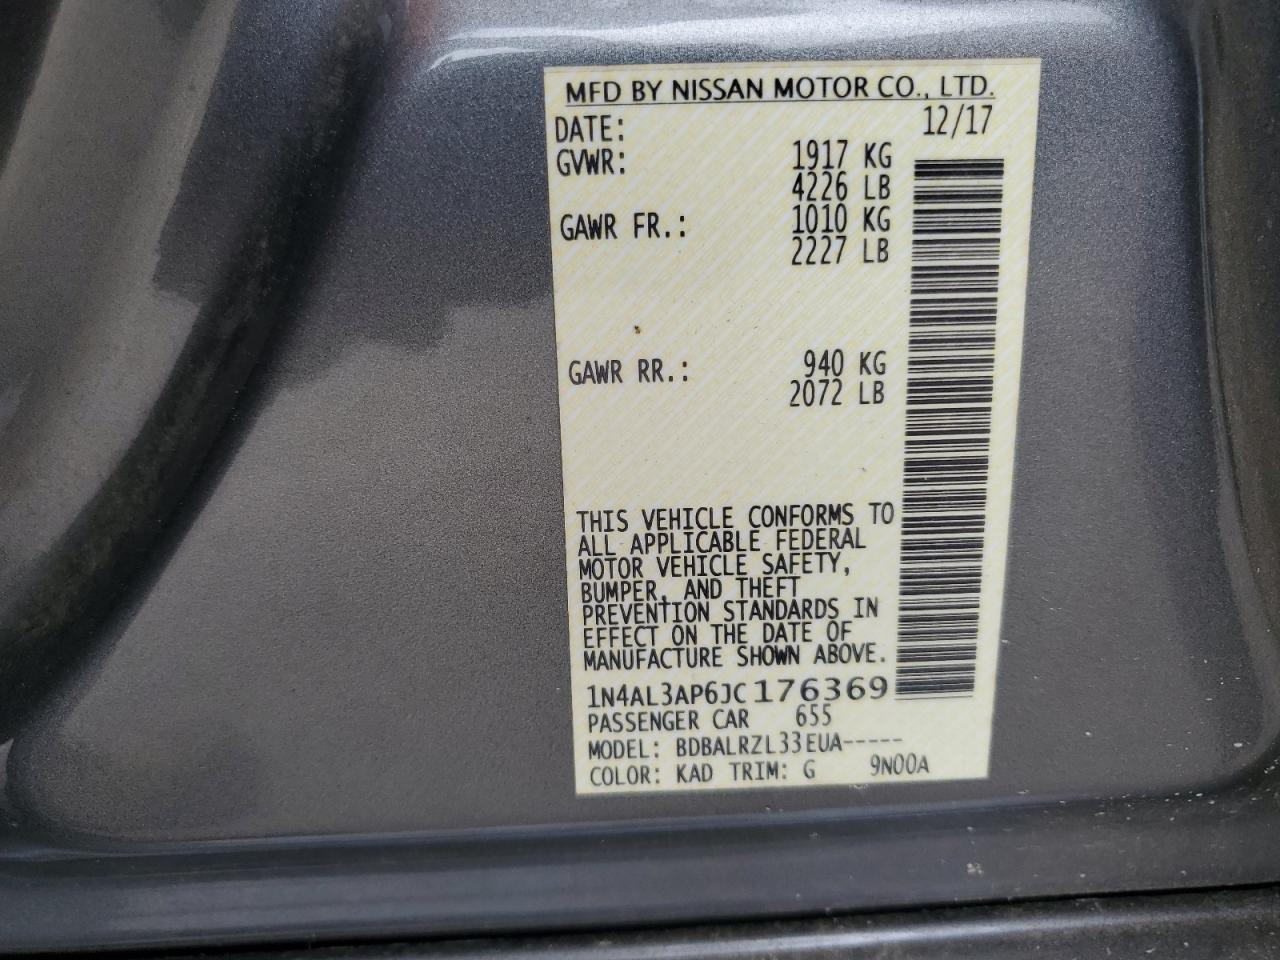 MFD BY NISSAN MOTOR CO., LTD.
DATE: 12/17
GVWR: 1917 KG
4226 LB
GAWR FR.: 1010 KG
2227 LB
GAWR RR.: 940 KG
2072 LB
THIS VEHICLE CONFORMS TO
ALL APPLICABLE FEDERAL
MOTOR VEHICLE SAFETY,
BUMPER, AND THEFT
PREVENTION STANDARDS IN
EFFECT ON THE DATE OF
MANUFACTURE SHOWN ABOVE.
1N4AL3AP6JC176369
PASSENGER CAR 655
MODEL: BDBALRZL33EUA-----
COLOR: KAD TRIM: G 9N00A